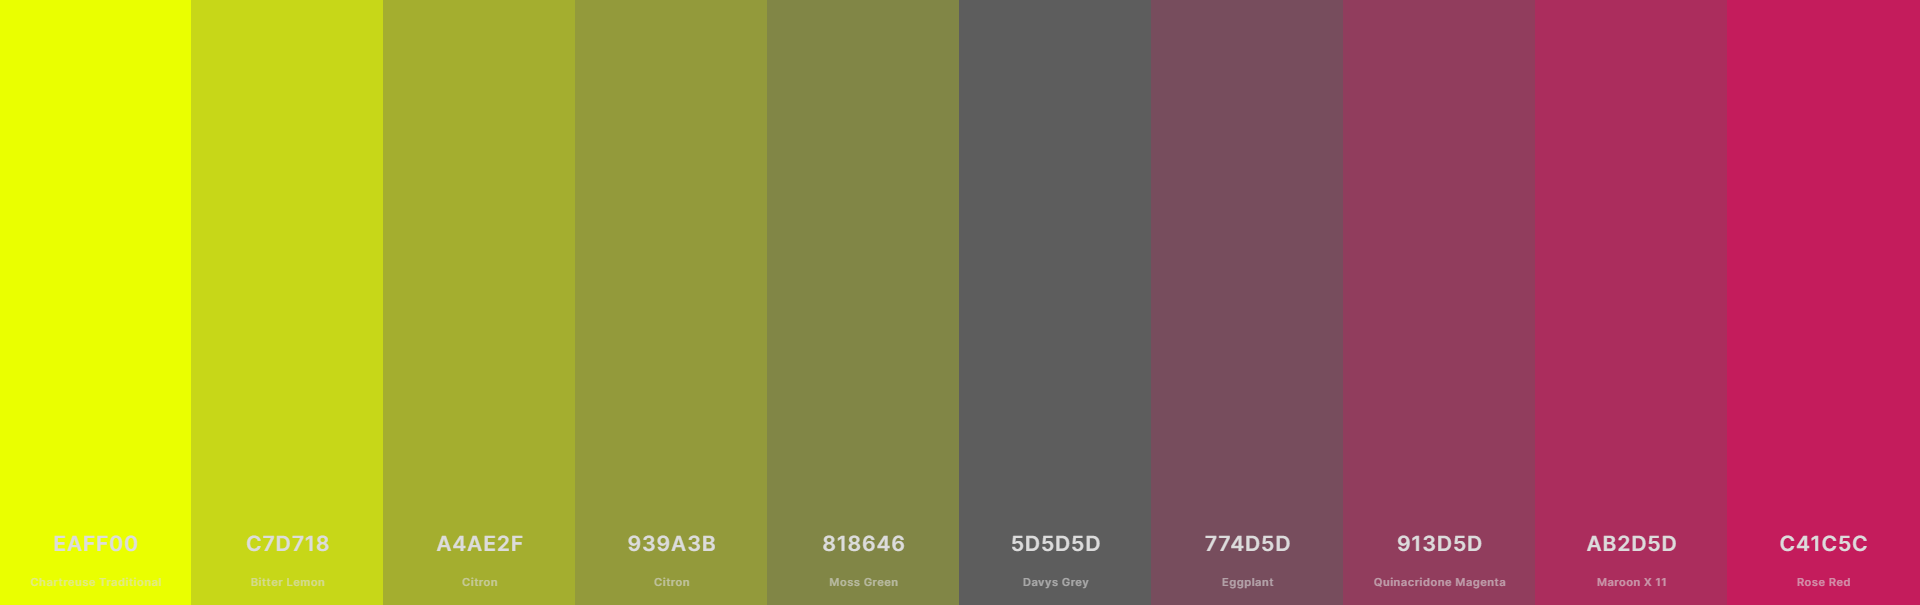 EAFF00
C7D718
A4AE2F
939A3B
818646
5D5D5D
774D5D
913D5D
AB2D5D
C41C5C
Chartreuse Traditional
Bitter Lemon
Citron
Citron
Moss Green
Davys Grey
Eggplant
Quinacridone Magenta
Maroon X 11
Rose Red